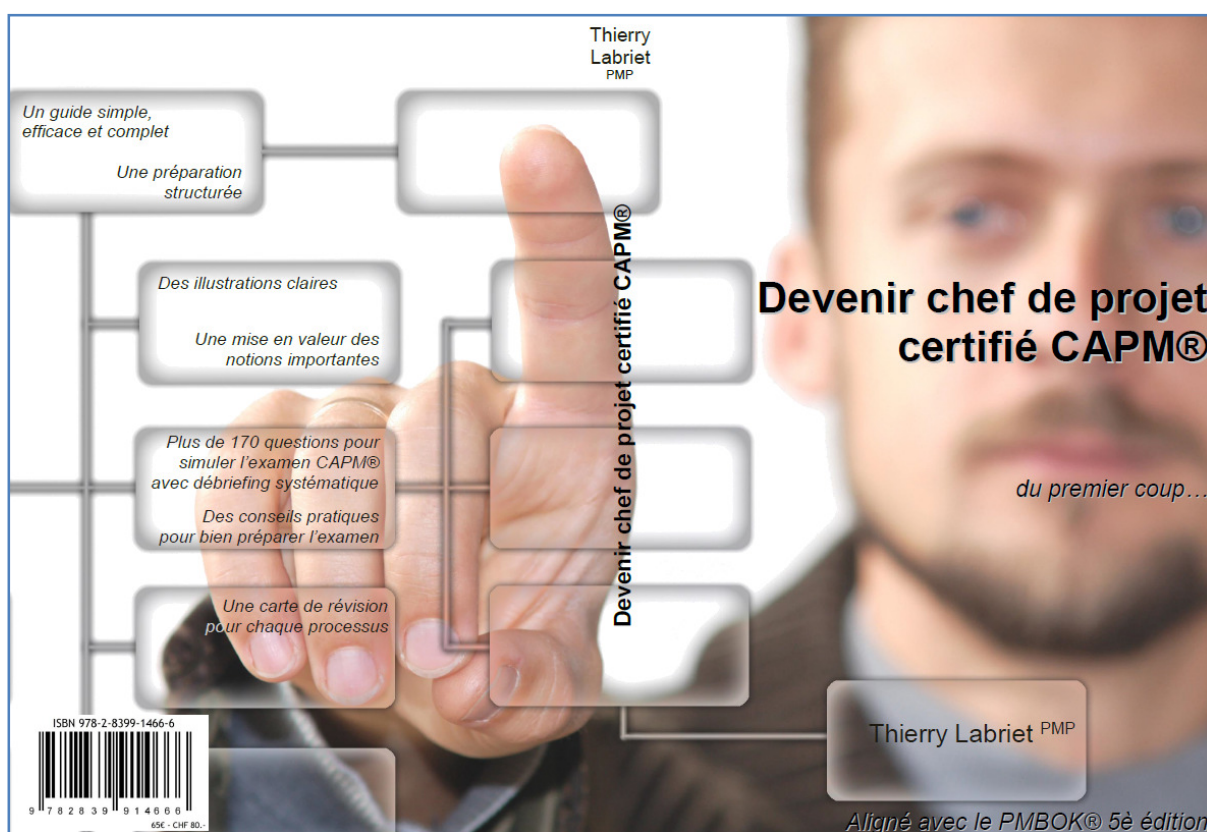 Un guide simple,
efficace et complet
Une préparation
structurée
Des illustrations claires
Une mise en valeur des
notions importantes
Plus de 170 questions pour
simuler l'examen CAPM®
avec débriefing systématique
Des conseils pratiques
pour bien préparer l'examen
Une carte de révision
pour chaque processus
ISBN 978-2-8399-1466-6
9 782839 914666
65€ - CHF 80.-
Thierry
Labriet
PMP
Devenir chef de projet certifié CAPM®
Devenir chef de projet
certifié CAPM®
du premier coup…
Thierry Labriet PMP
Aligné avec le PMBOK® 5è édition